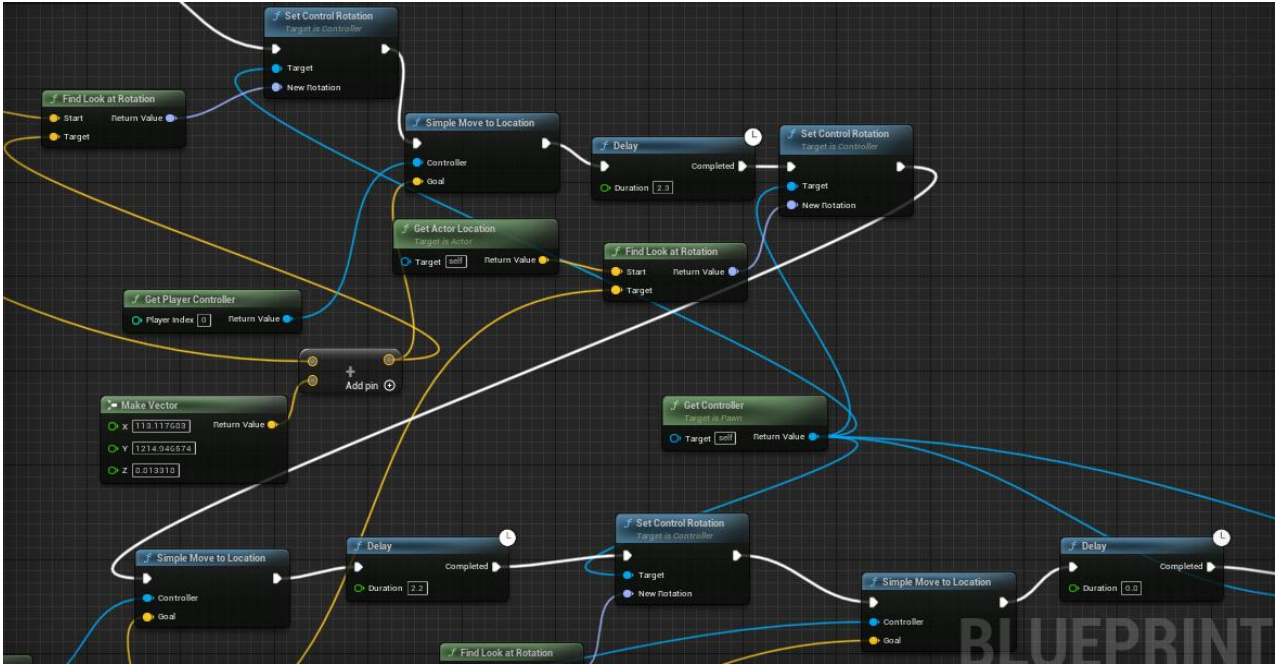 Set Control Rotation
Target is Controller
Target
New Rotation
Find Look at Rotation
Start
Return Value
Target
Simple Move to Location
Controller
Goal
Delay
Completed
Duration
2.3
Set Control Rotation
Target is Controller
Target
New Rotation
Get Actor Location
Target is Actor
Target
self
Return Value
Find Look at Rotation
Start
Return Value
Target
Get Player Controller
Player Index
0
Return Value
+
Add pin
Make Vector
X
113.117603
Return Value
Y
1214.946574
Z
0.013310
Get Controller
Target is Pawn
Target
self
Return Value
Simple Move to Location
Controller
Goal
Delay
Completed
Duration
2.2
Set Control Rotation
Target is Controller
Target
New Rotation
Find Look at Rotation
Simple Move to Location
Controller
Goal
Delay
Completed
Duration
0.0
BLUEPRINT